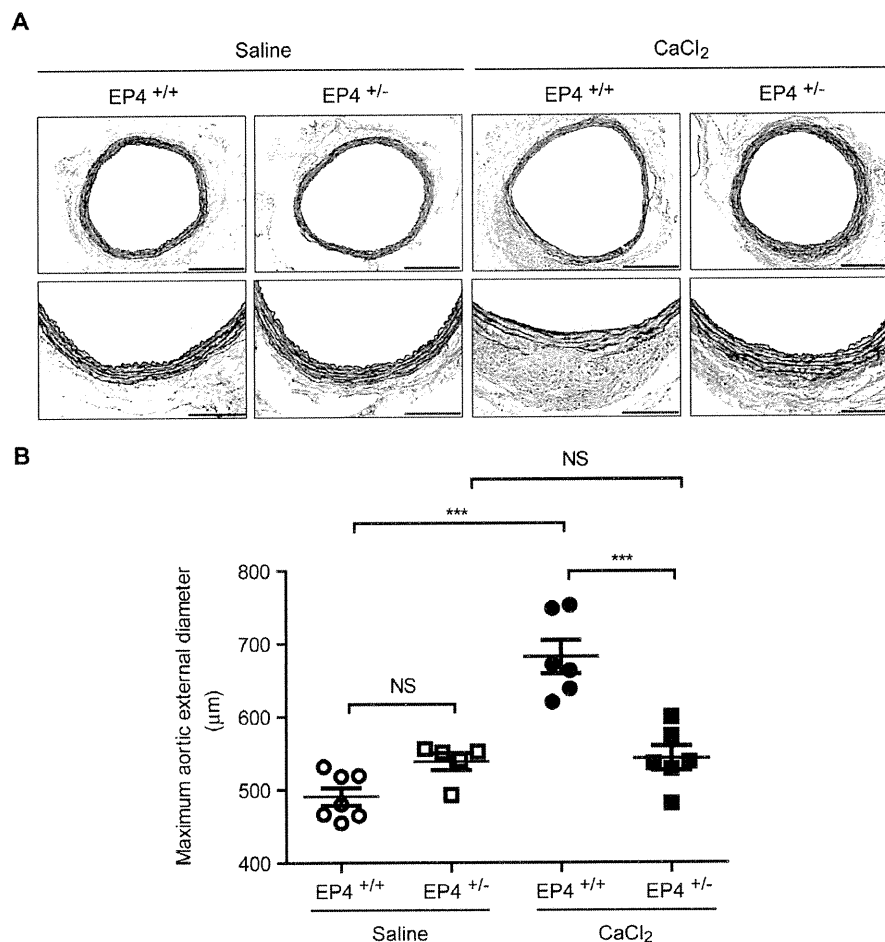 A
Saline
CaCl₂
EP4 +/+
EP4 +/-
EP4 +/+
EP4 +/-
B
NS
***
***
NS
Maximum aortic external diameter
(μm)
800
700
600
500
400
EP4 +/+
EP4 +/-
EP4 +/+
EP4 +/-
Saline
CaCl₂